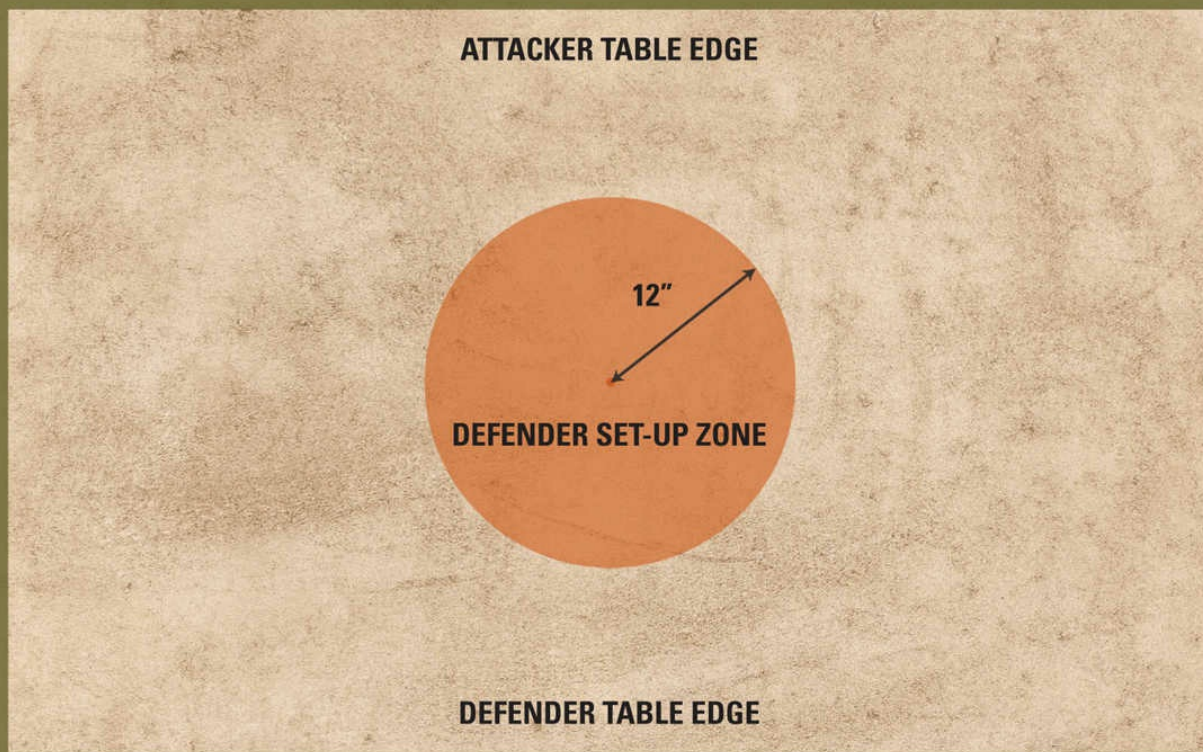 ATTACKER TABLE EDGE
12”
DEFENDER SET-UP ZONE
DEFENDER TABLE EDGE